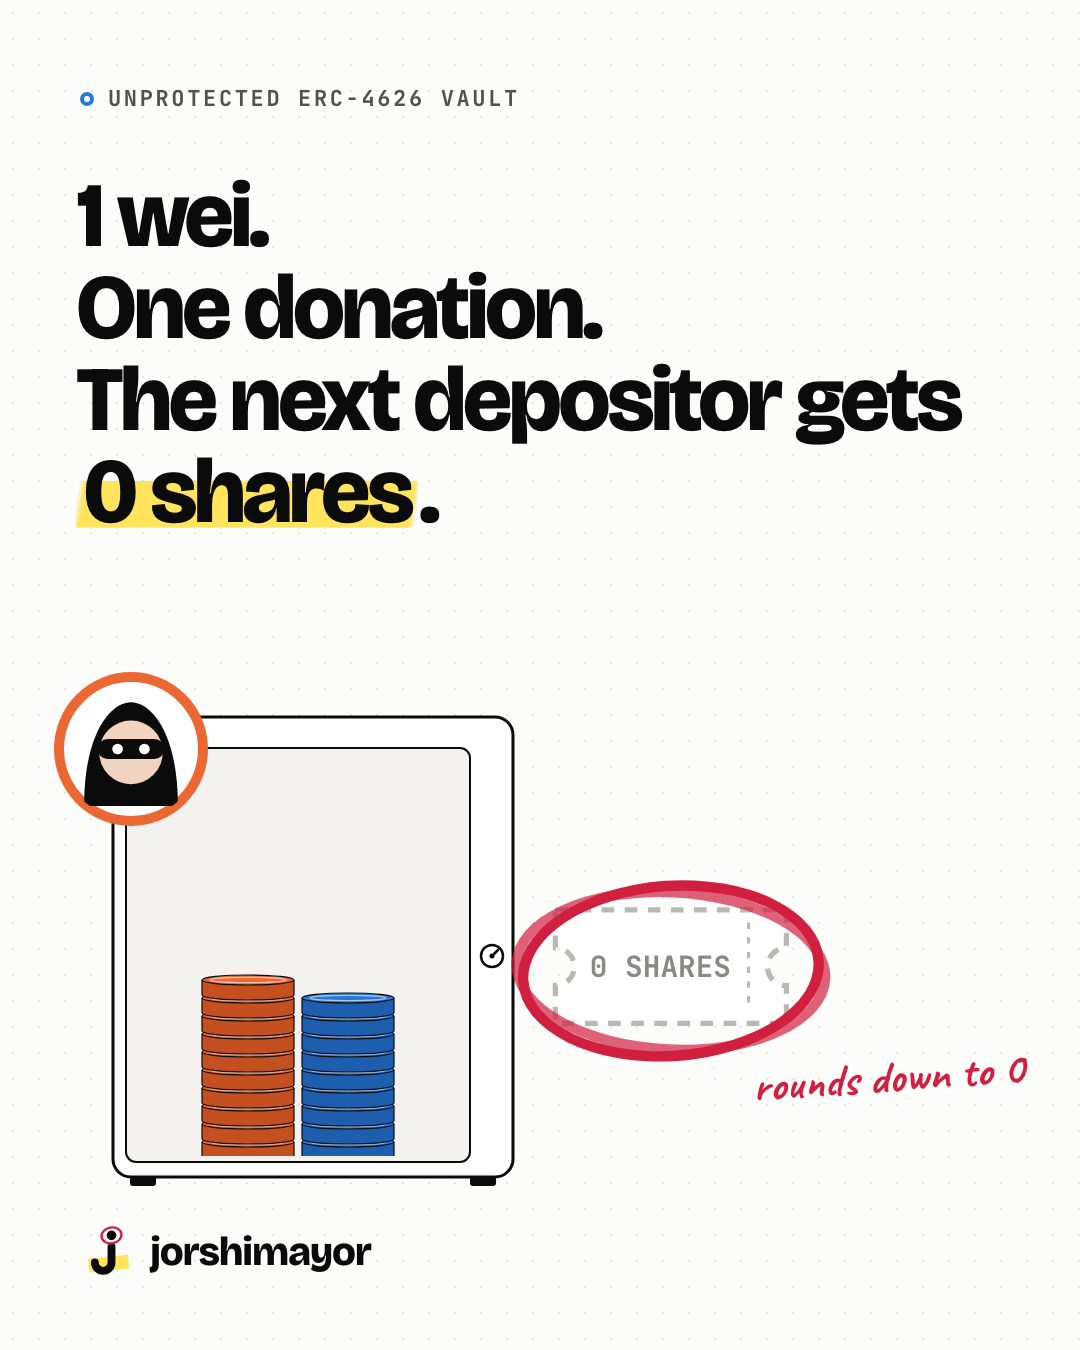 UNPROTECTED ERC-4626 VAULT
1 wei.
One donation.
The next depositor gets
0 shares.
0 SHARES
rounds down to 0
jorshimayor